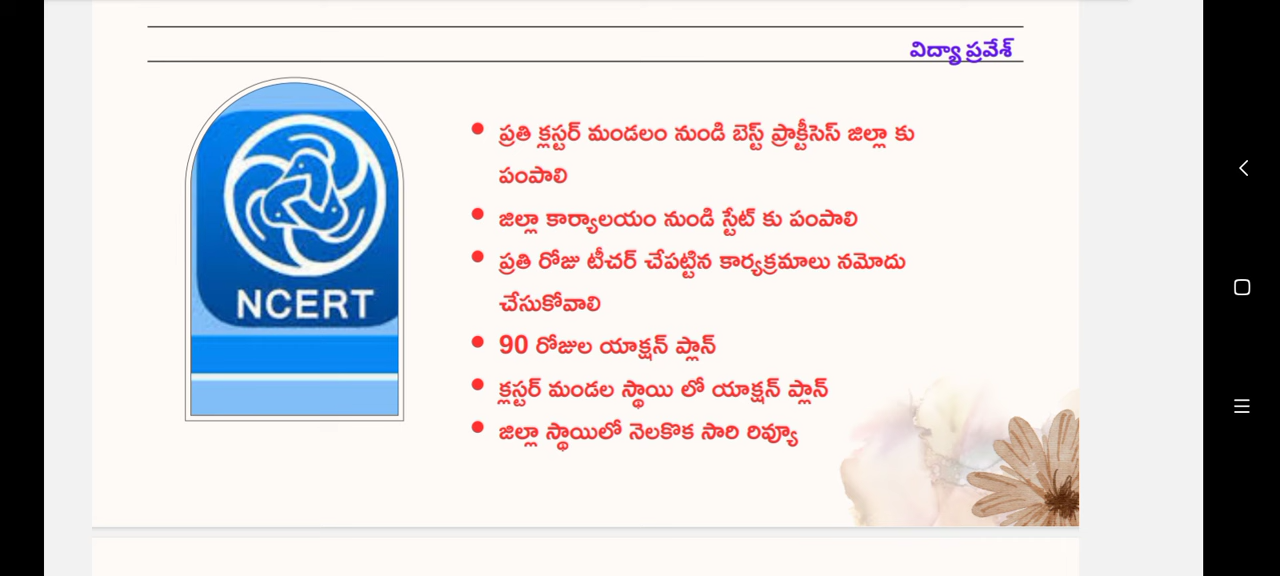 విద్యా ప్రవేశ్
NCERT
• ప్రతి క్లస్టర్ మండలం నుండి బెస్ట్ ప్రాక్టీసెస్ జిల్లా కు
పంపాలి
• జిల్లా కార్యాలయం నుండి స్టేట్ కు పంపాలి
• ప్రతి రోజు టీచర్ చేపట్టిన కార్యక్రమాలు నమోదు
చేసుకోవాలి
• 90 రోజుల యాక్షన్ ప్లాన్
• క్లస్టర్ మండల స్థాయి లో యాక్షన్ ప్లాన్
• జిల్లా స్థాయిలో నెలకొక సారి రివ్యూ